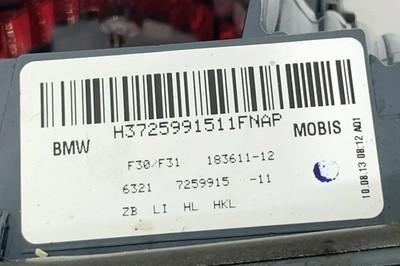 H3725991511FNAP
BMW MOBIS
F30/F31 183611-12
6321 7259915 -11
ZB LI HL HKL
10.08.13 08:12 A01